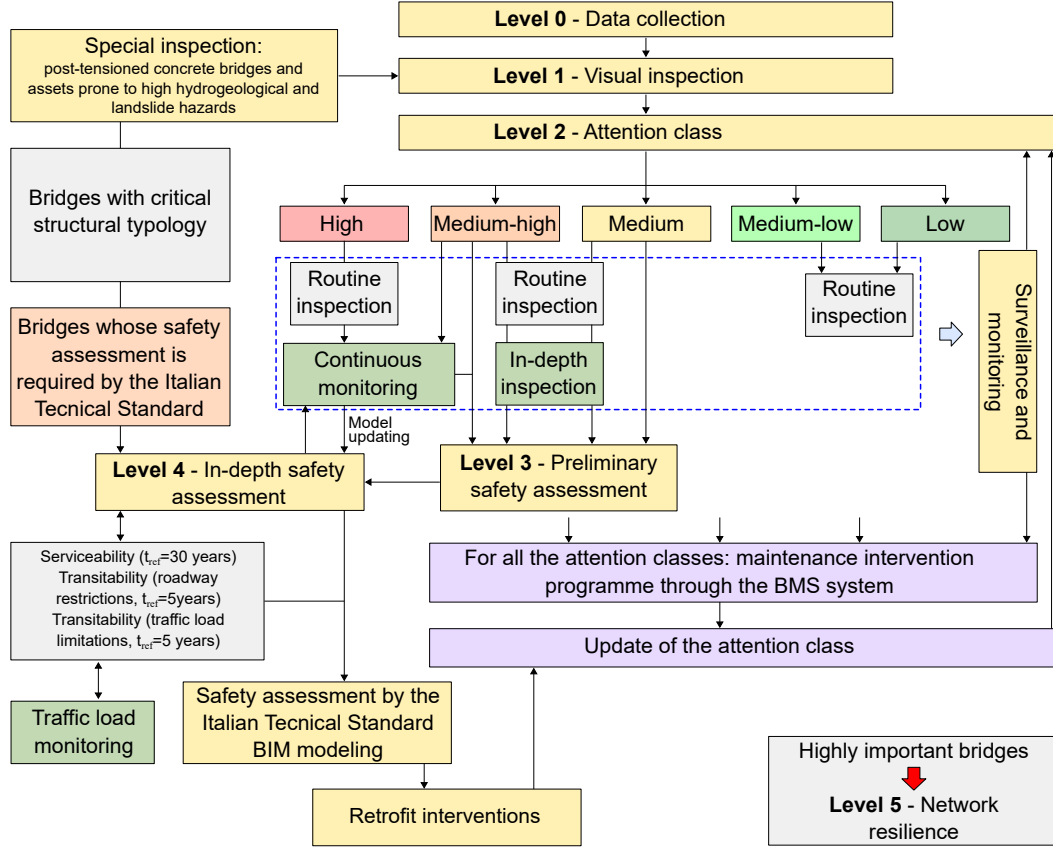 Level 0 - Data collection
Special inspection:
post-tensioned concrete bridges and
assets prone to high hydrogeological and
landslide hazards
Level 1 - Visual inspection
Level 2 - Attention class
Bridges with critical
structural typology
High
Medium-high
Medium
Medium-low
Low
Routine
inspection
Routine
inspection
Routine
inspection
Surveillance and
monitoring
Bridges whose safety
assessment is
required by the Italian
Tecnical Standard
Continuous
monitoring
In-depth
inspection
Model
updating
Level 4 - In-depth safety
assessment
Level 3 - Preliminary
safety assessment
Serviceability (tref=30 years)
Transitability (roadway
restrictions, tref=5years)
Transitability (traffic load
limitations, tref=5 years)
For all the attention classes: maintenance intervention
programme through the BMS system
Update of the attention class
Traffic load
monitoring
Safety assessment by the
Italian Tecnical Standard
BIM modeling
Retrofit interventions
Highly important bridges
Level 5 - Network
resilience